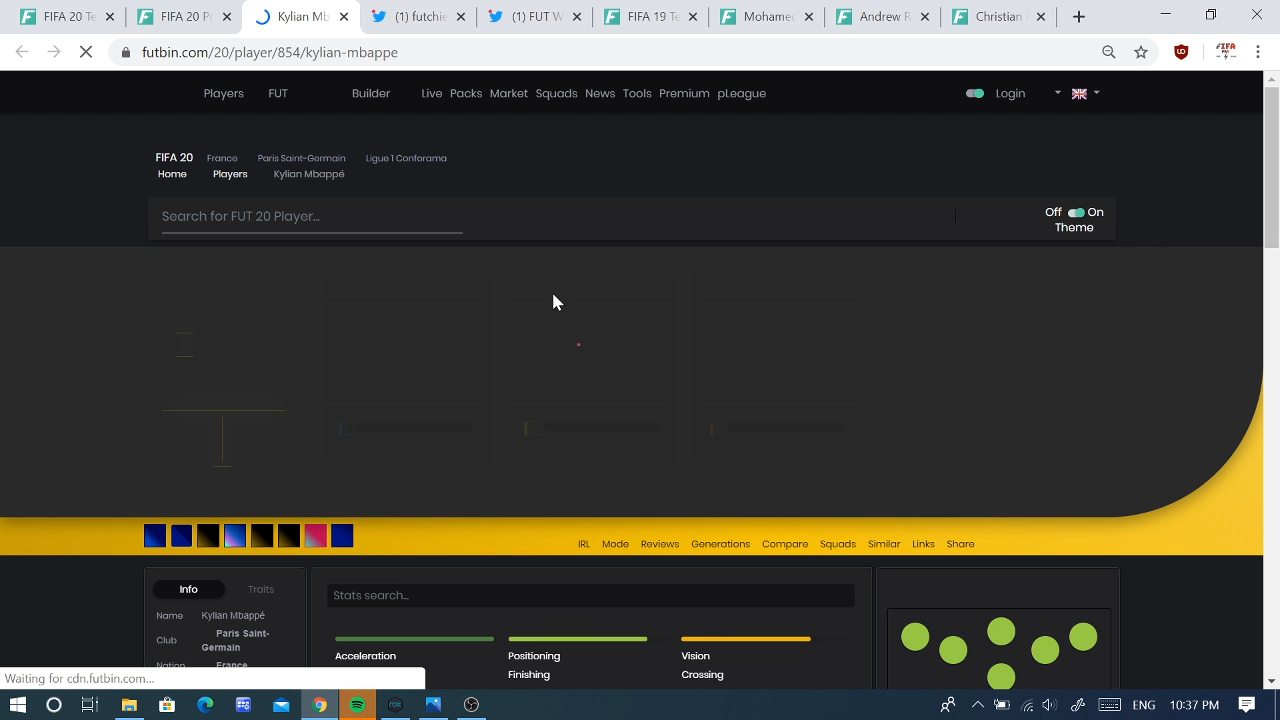 FIFA 20 Te
FIFA 20 Pr
Kylian Mb
(1) futchie
(1) FUT W
FIFA 19 Te
Mohamed
Andrew R
Christian
futbin.com/20/player/854/kylian-mbappe
Players FUT Builder Live Packs Market Squads News Tools Premium pLeague Login
FIFA 20 France Paris Saint-Germain Ligue 1 Conforama
Home Players Kylian Mbappé
Search for FUT 20 Player...
Off On
Theme
IRL Mode Reviews Generations Compare Squads Similar Links Share
Info Traits
Stats search...
Name Kylian Mbappé
Club Paris Saint-
Germain
Nation France
Acceleration Positioning Vision
Finishing Crossing
Waiting for cdn.futbin.com...
ENG 10:37 PM